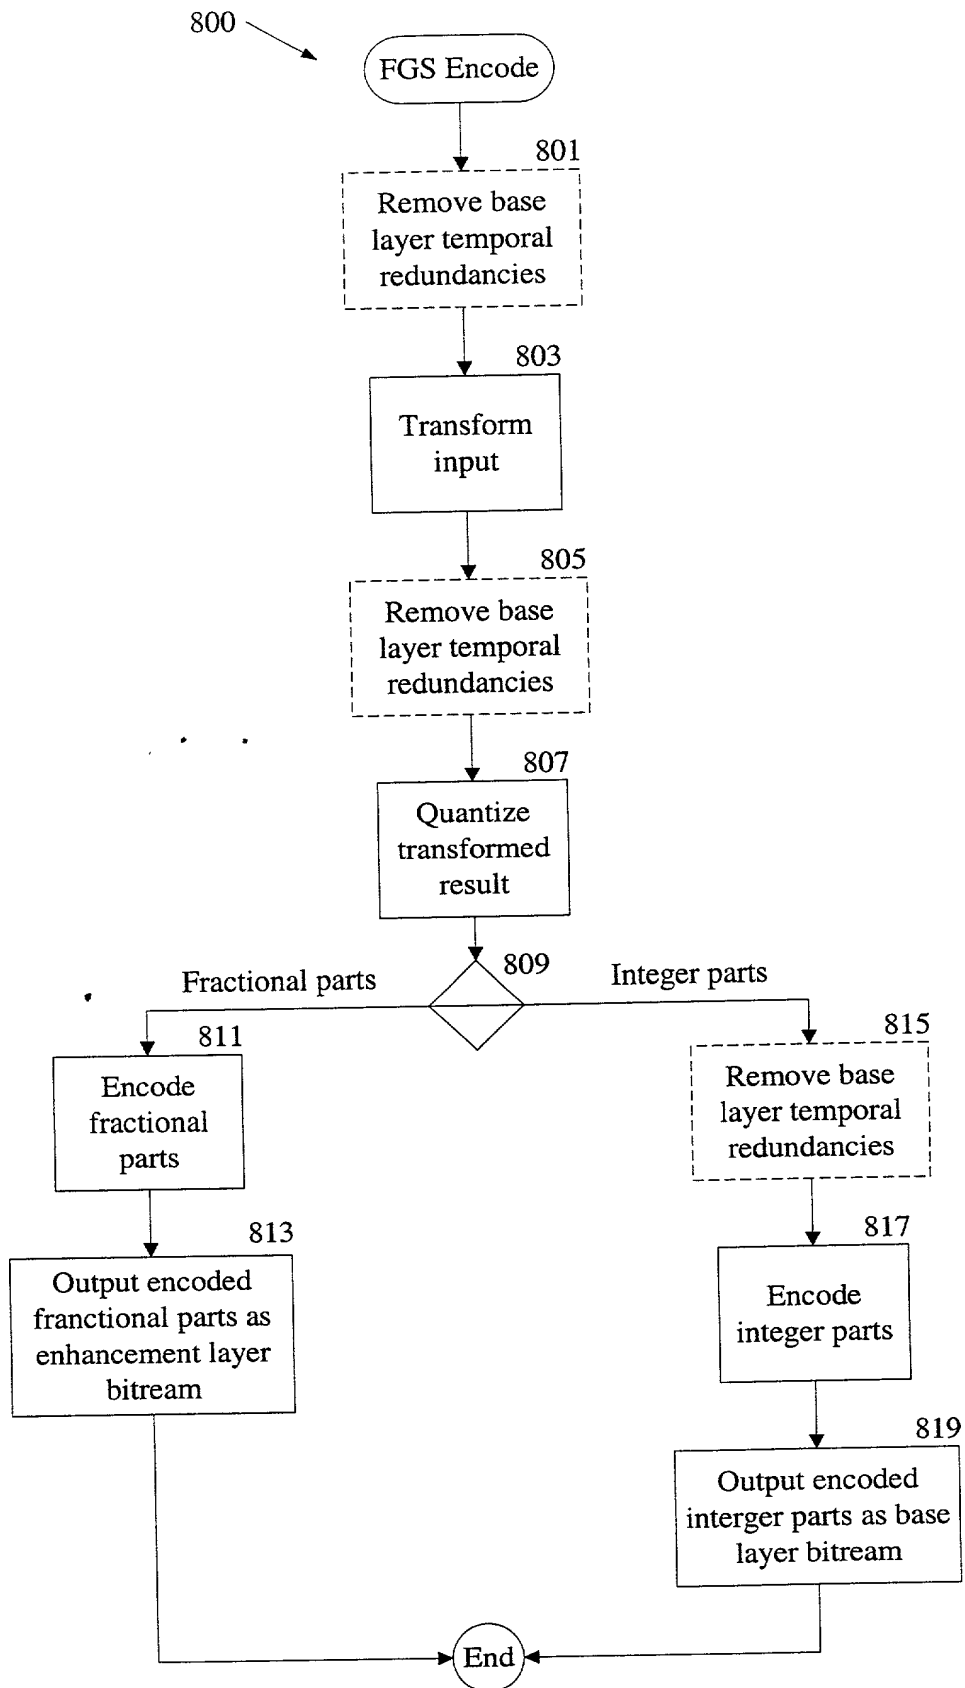 800
FGS Encode
801
Remove base
layer temporal
redundancies
803
Transform
input
805
Remove base
layer temporal
redundancies
807
Quantize
transformed
result
809
Fractional parts
Integer parts
811
Encode
fractional
parts
813
Output encoded
franctional parts as
enhancement layer
bitream
815
Remove base
layer temporal
redundancies
817
Encode
integer parts
819
Output encoded
interger parts as base
layer bitream
End